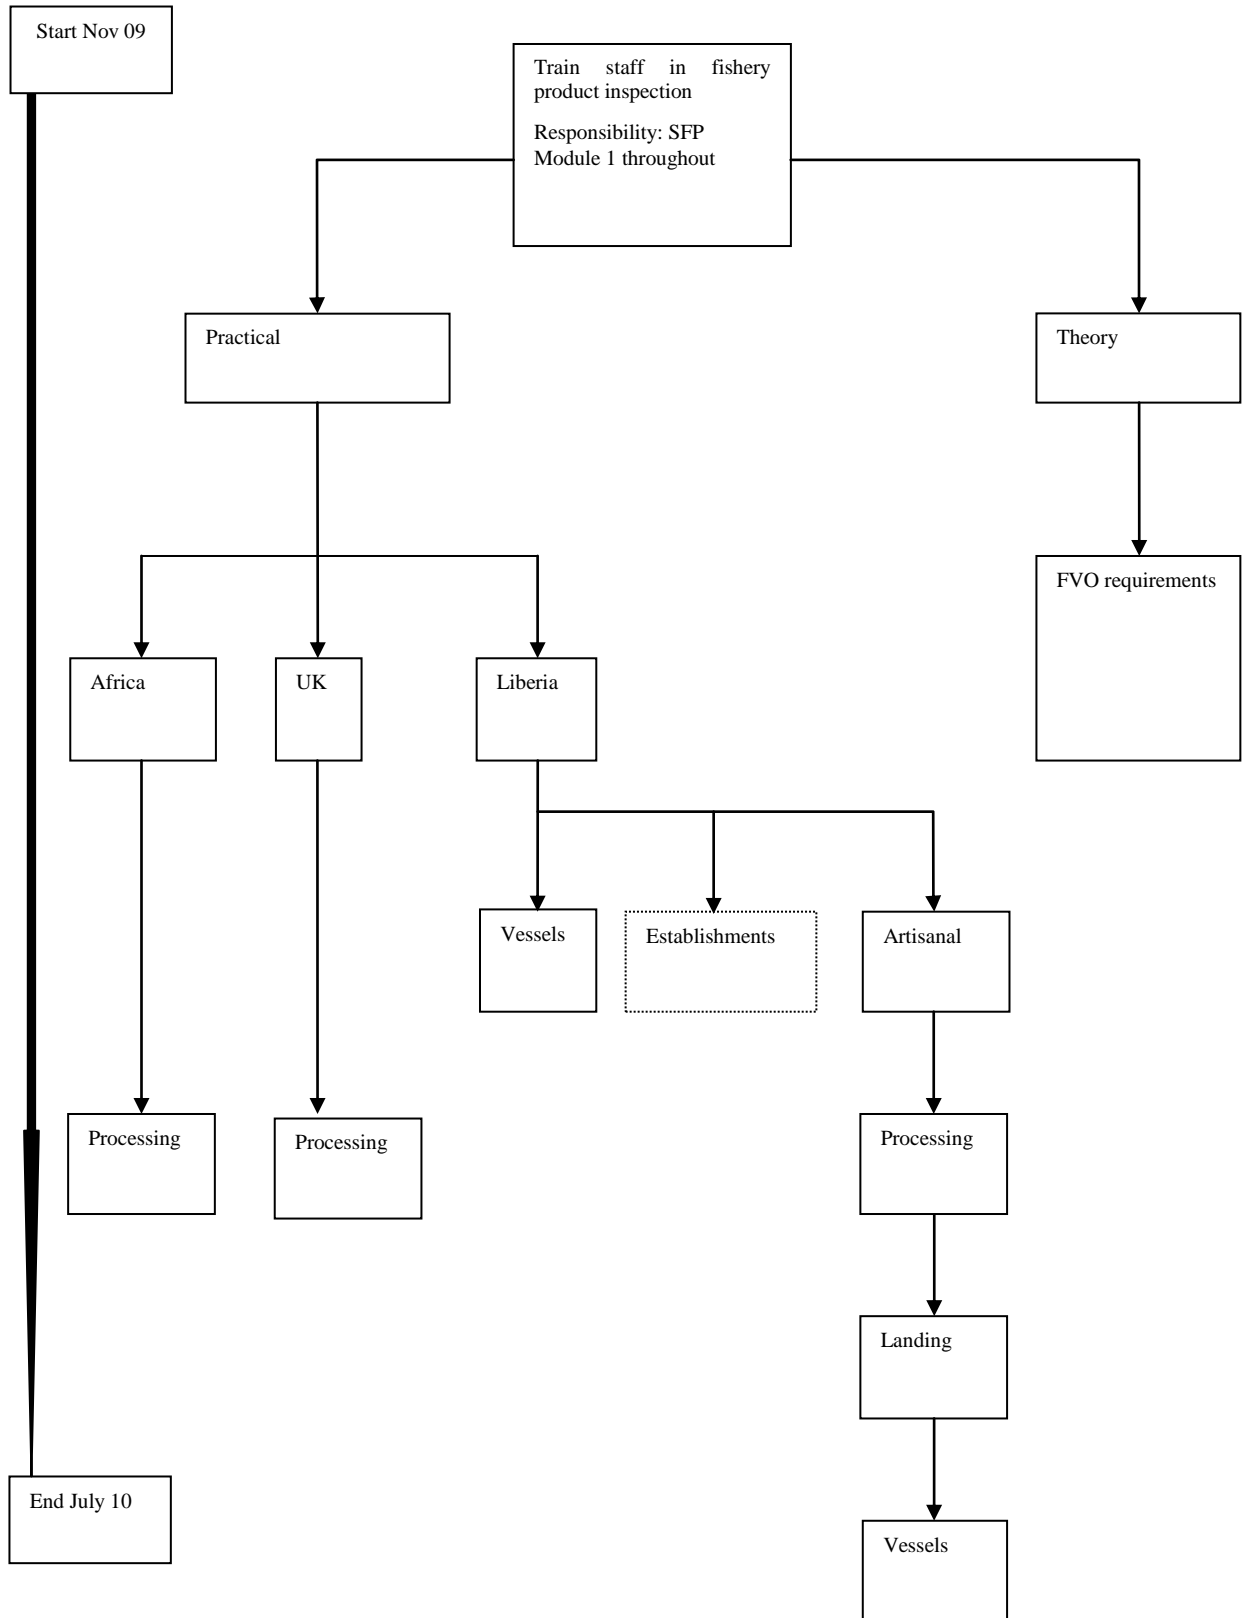 Start Nov 09
Train staff in fishery
product inspection
Responsibility: SFP
Module 1 throughout
Practical
Theory
FVO requirements
Africa
UK
Liberia
Vessels
Establishments
Artisanal
Processing
Processing
Processing
Landing
End July 10
Vessels